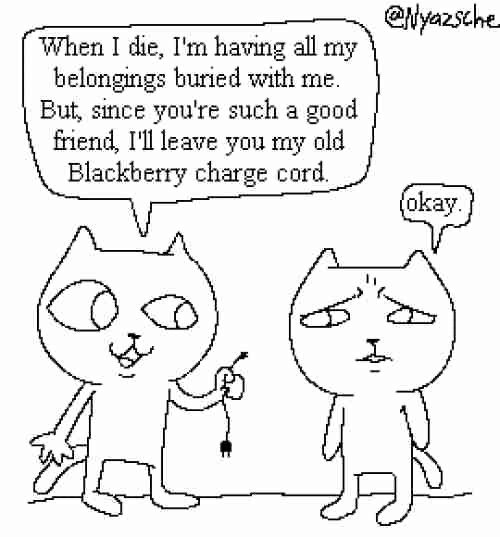 @Nyazsche
When I die, I'm having all my
belongings buried with me.
But, since you're such a good
friend, I'll leave you my old
Blackberry charge cord.
okay.